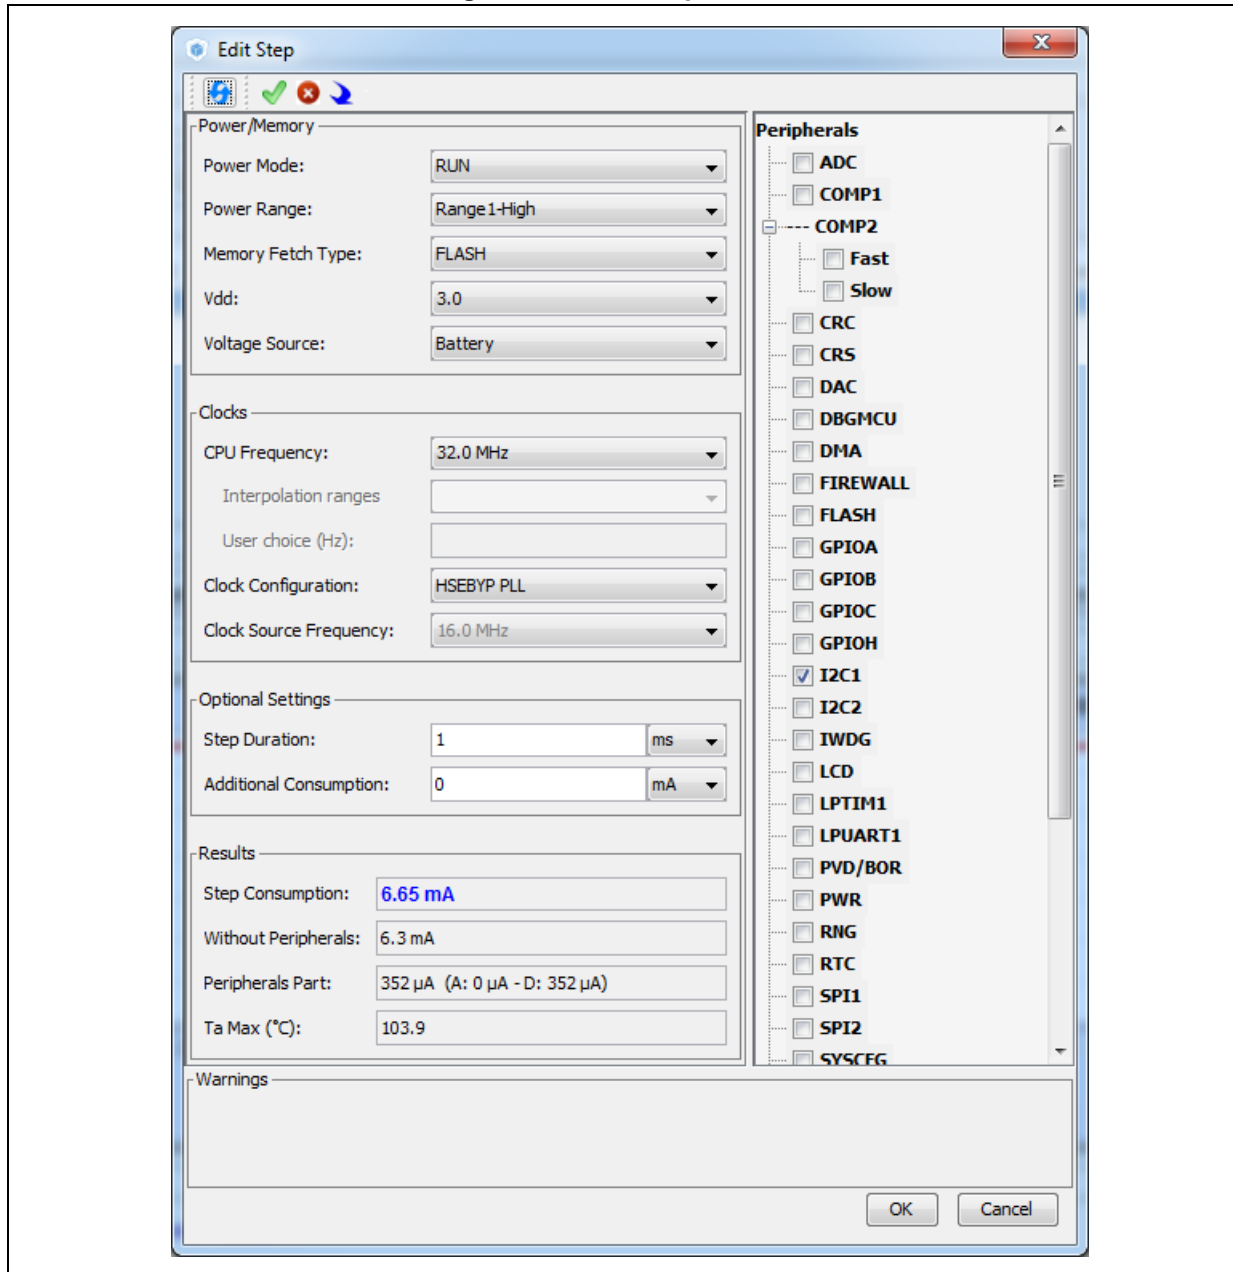 Edit Step
Power/Memory
Power Mode: RUN
Power Range: Range1-High
Memory Fetch Type: FLASH
Vdd: 3.0
Voltage Source: Battery
Clocks
CPU Frequency: 32.0 MHz
Interpolation ranges
User choice (Hz):
Clock Configuration: HSEBYP PLL
Clock Source Frequency: 16.0 MHz
Optional Settings
Step Duration: 1 ms
Additional Consumption: 0 mA
Results
Step Consumption: 6.65 mA
Without Peripherals: 6.3 mA
Peripherals Part: 352 µA (A: 0 µA - D: 352 µA)
Ta Max (°C): 103.9
Peripherals
ADC
COMP1
COMP2
Fast
Slow
CRC
CRS
DAC
DBGMCU
DMA
FIREWALL
FLASH
GPIOA
GPIOB
GPIOC
GPIOH
I2C1
I2C2
IWDG
LCD
LPTIM1
LPUART1
PVD/BOR
PWR
RNG
RTC
SPI1
SPI2
SYSCFG
Warnings
OK Cancel